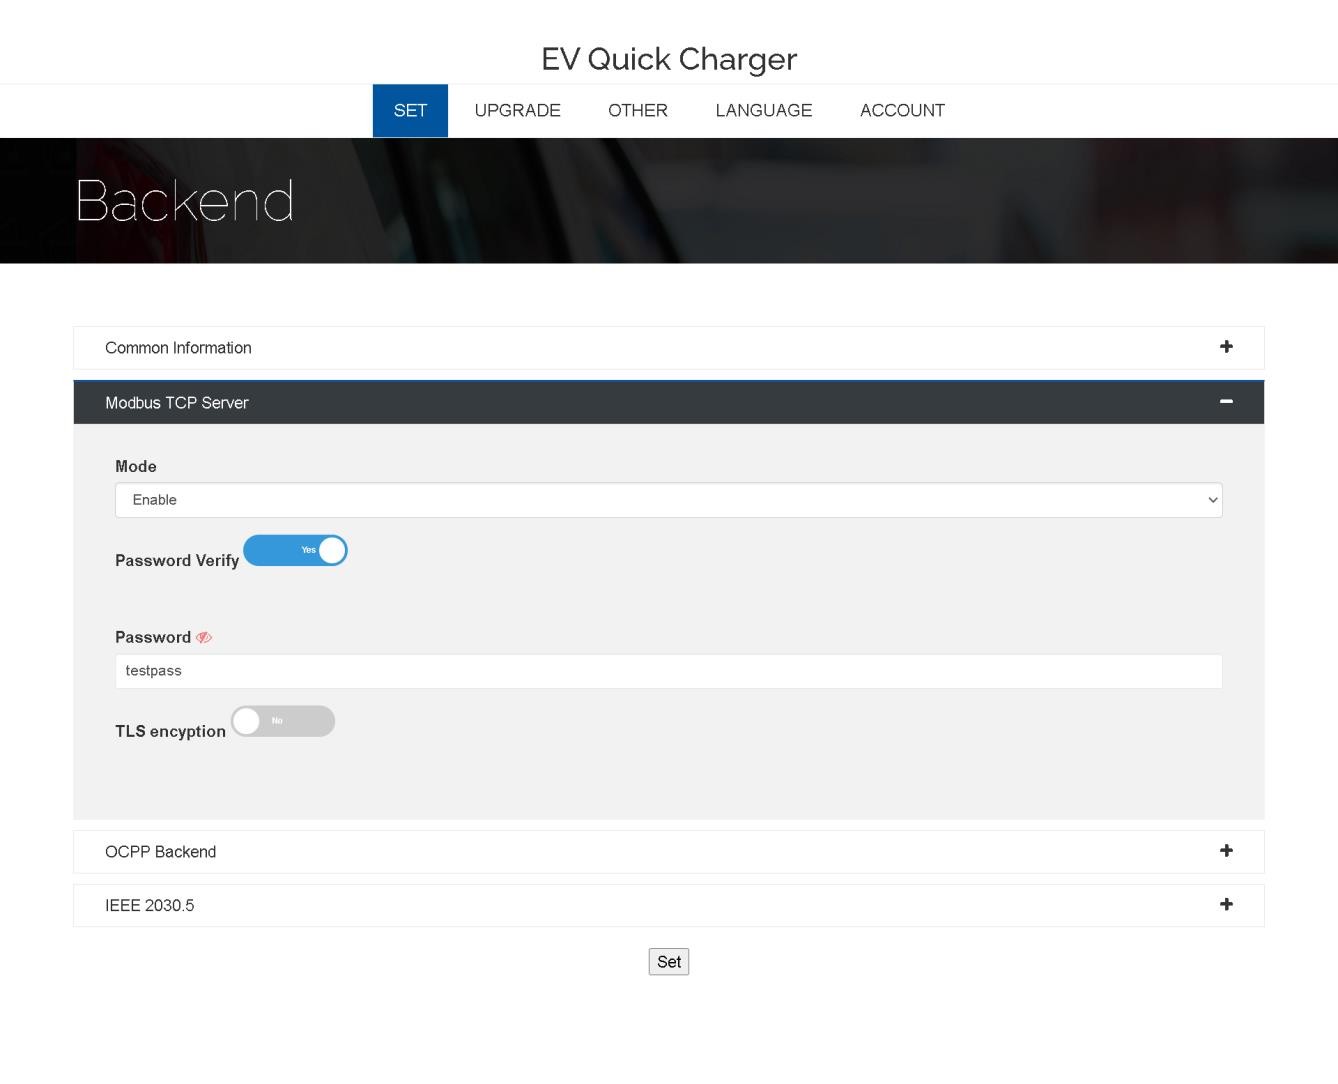 EV Quick Charger
SET UPGRADE OTHER LANGUAGE ACCOUNT
Backend
Common Information
Modbus TCP Server
Mode
Enable
Password Verify Yes
Password
testpass
TLS encyption No
OCPP Backend
IEEE 2030.5
Set